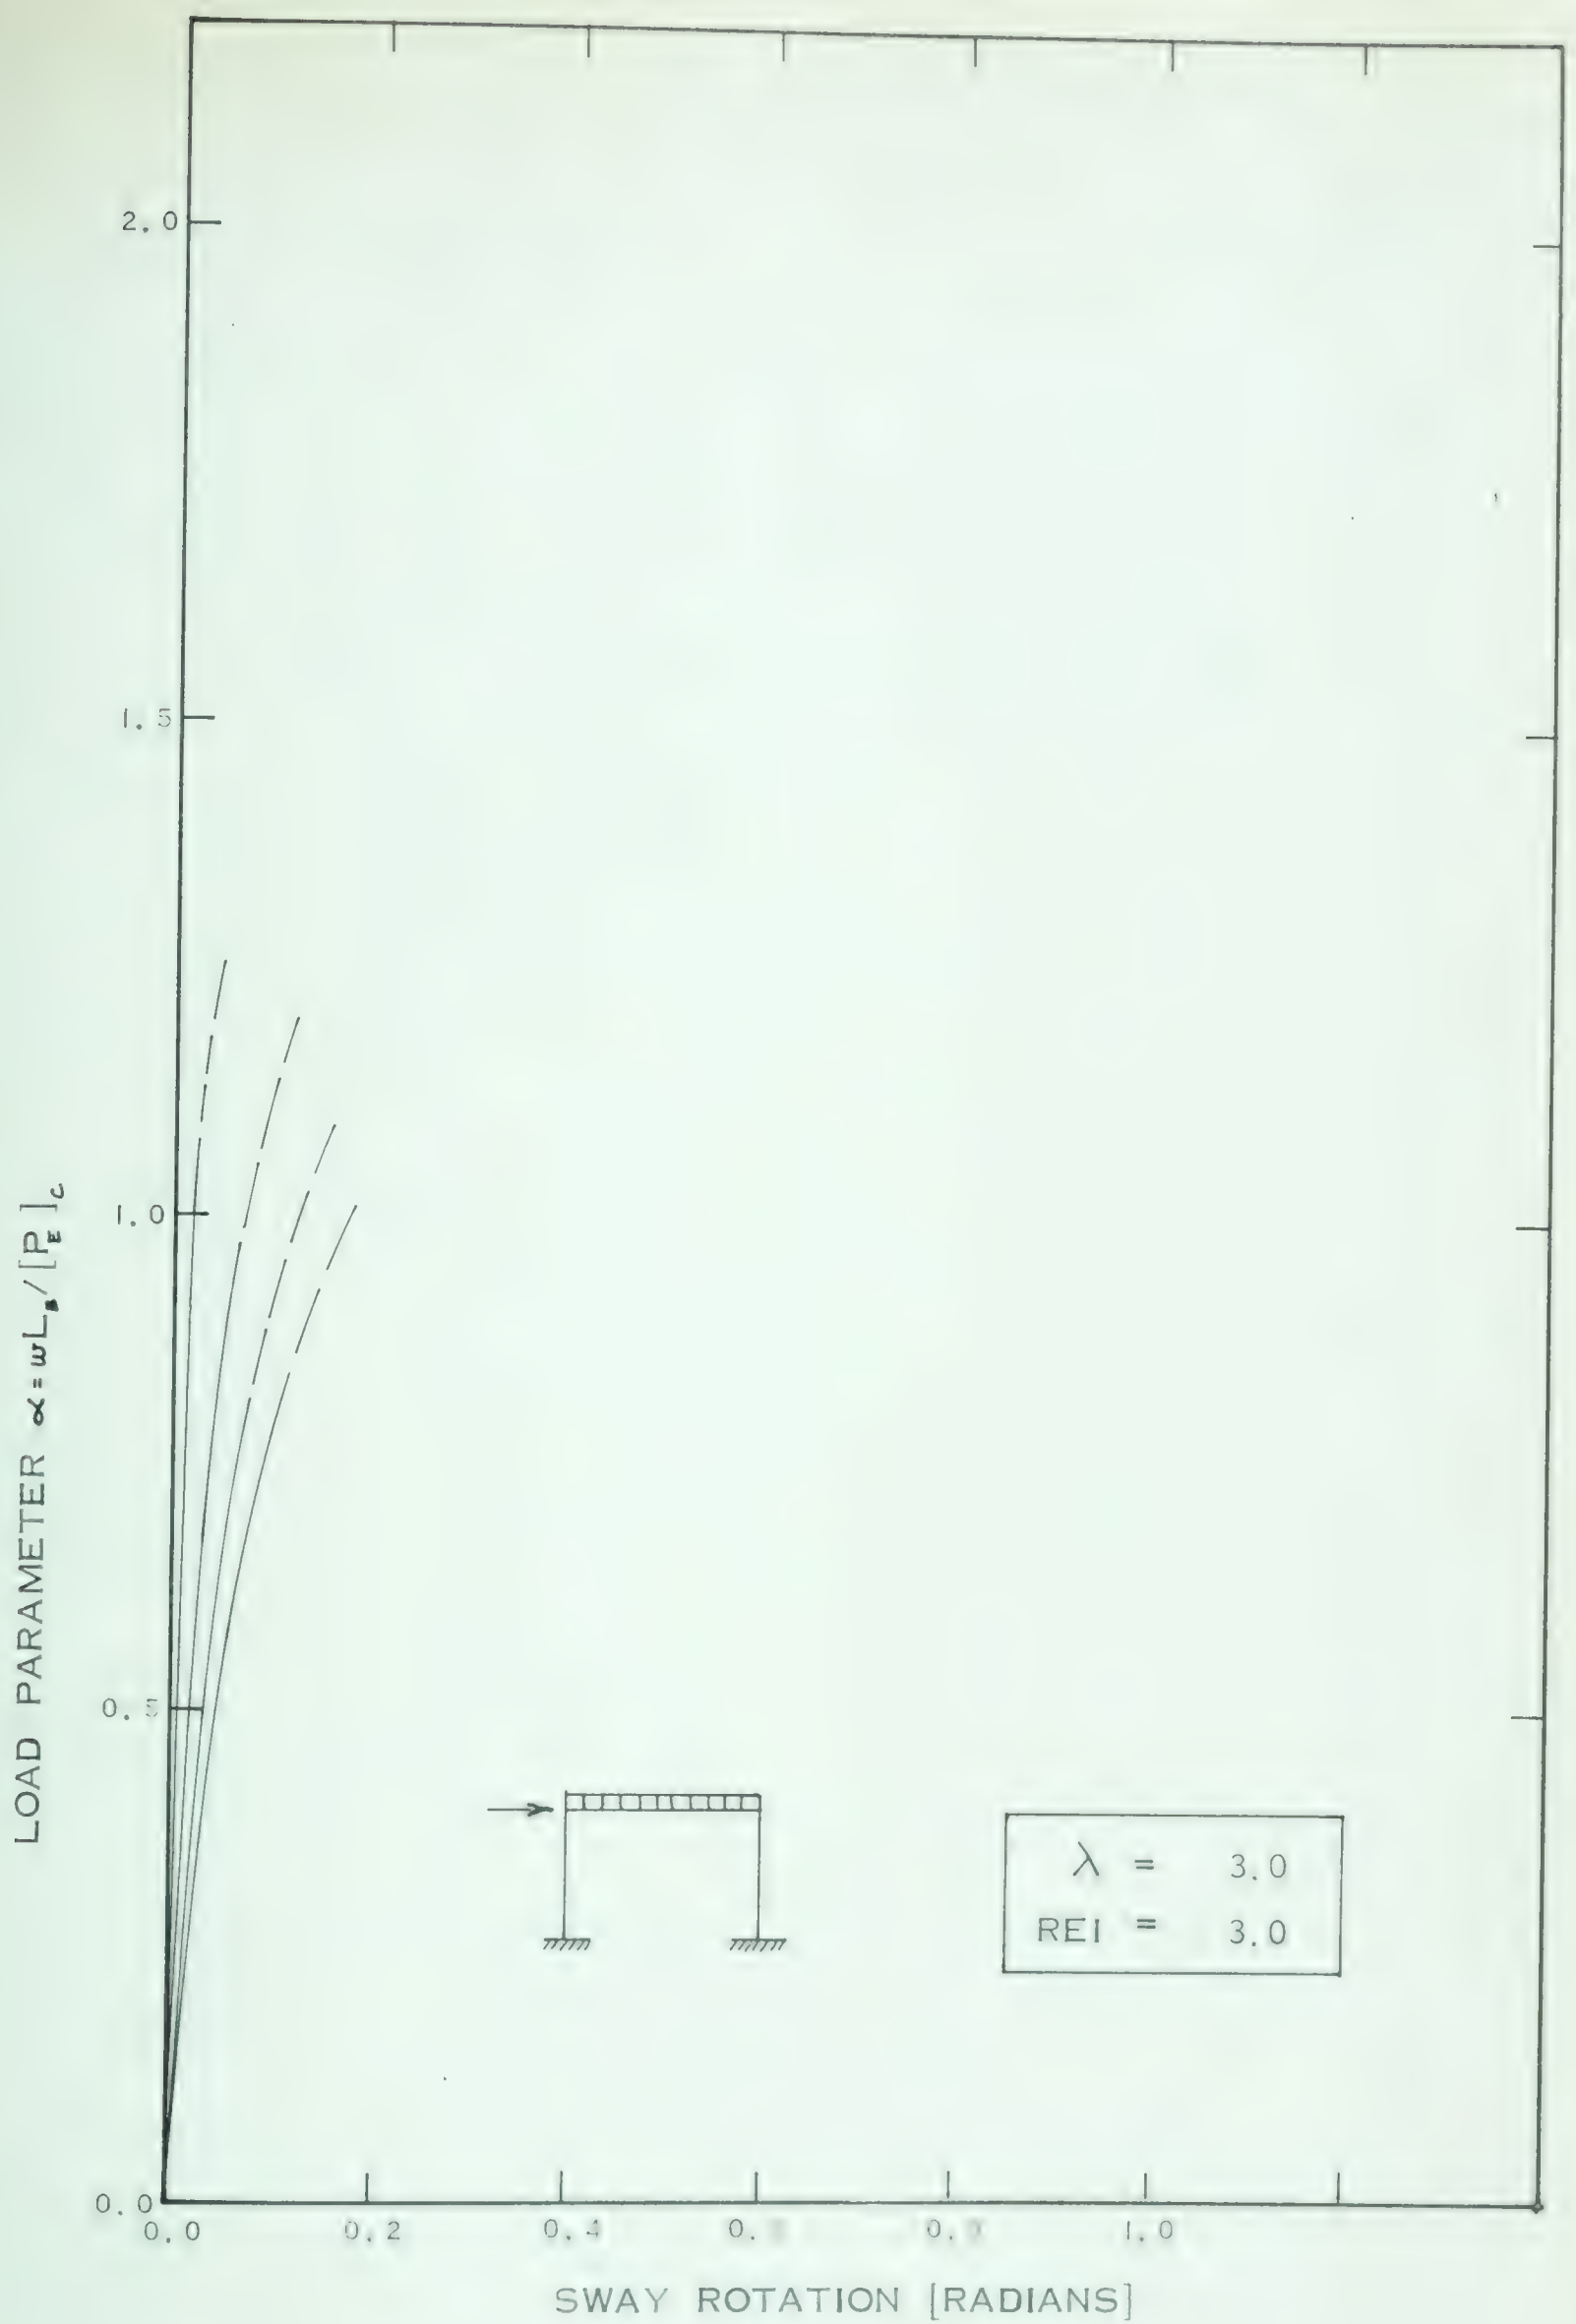 2.0
1.5
1.0
0.5
0.0
LOAD PARAMETER α = wL_B / [P_E]_C
λ = 3.0
REI = 3.0
0.0 0.2 0.4 1.0
SWAY ROTATION [RADIANS]